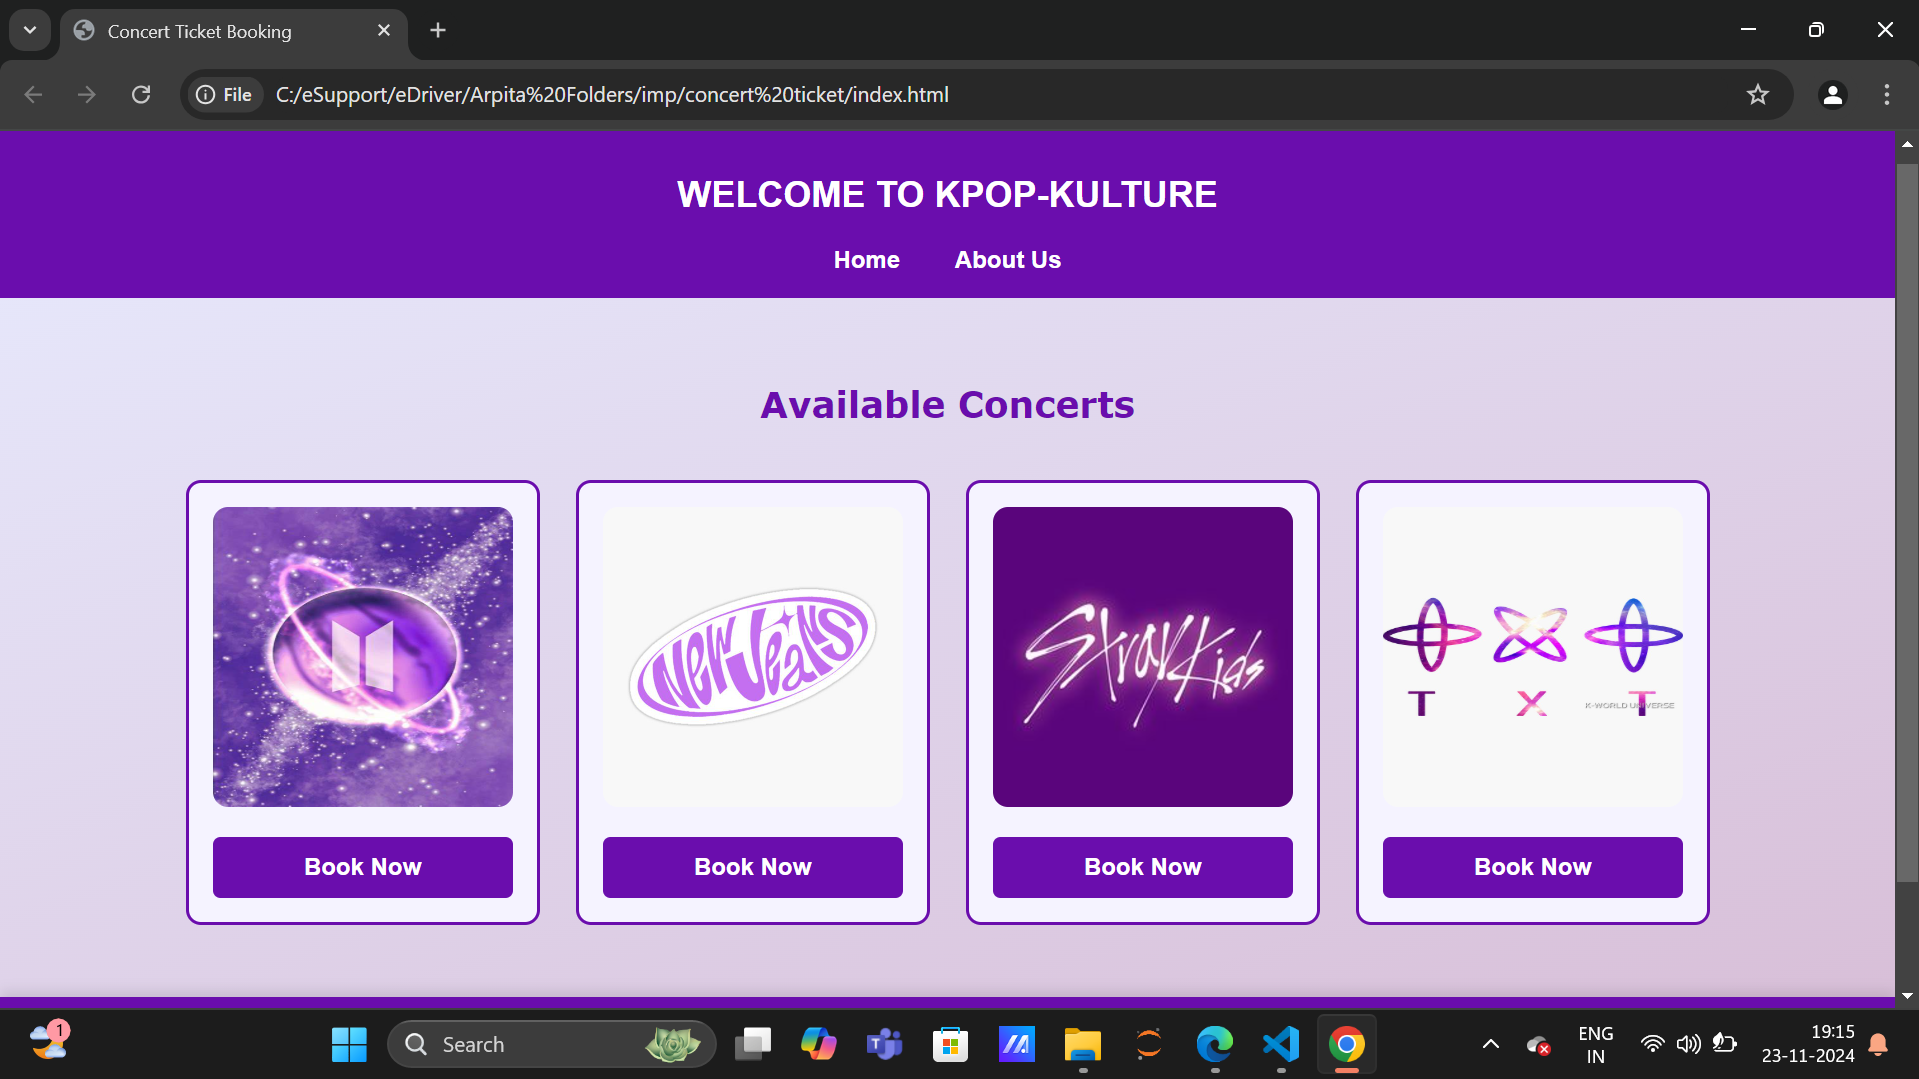 Concert Ticket Booking
File C:/eSupport/eDriver/Arpita%20Folders/imp/concert%20ticket/index.html
WELCOME TO KPOP-KULTURE
Home About Us
Available Concerts
NewJeans
Stray Kids
T X T
K-WORLD UNIVERSE
Book Now Book Now Book Now Book Now
1
Search
T
ENG
IN
19:15
23-11-2024